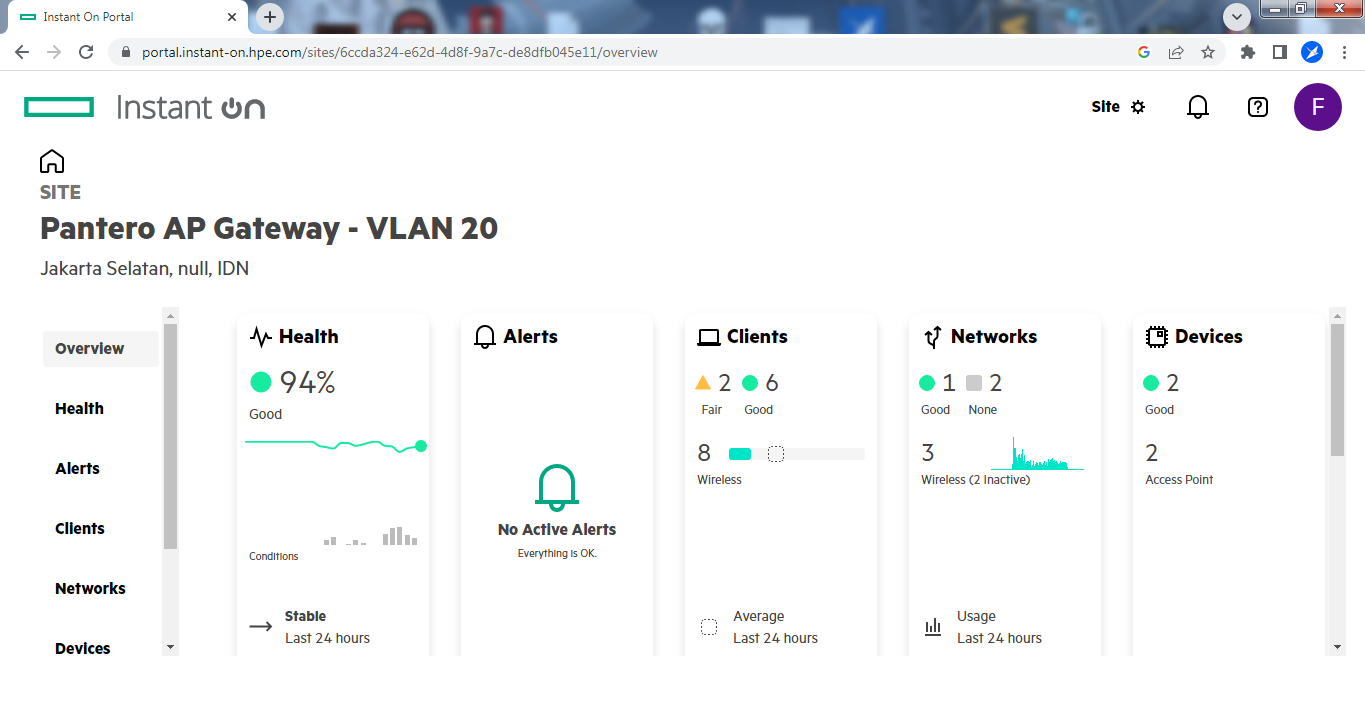 Instant On Portal
portal.instant-on.hpe.com/sites/6ccda324-e62d-4d8f-9a7c-de8dfb045e11/overview
Instant On
Site
F
SITE
Pantero AP Gateway - VLAN 20
Jakarta Selatan, null, IDN
Overview
Health
Alerts
Clients
Networks
Devices
Health
94%
Good
Conditions
Stable
Last 24 hours
Alerts
No Active Alerts
Everything is OK.
Clients
2 6
Fair Good
8
Wireless
Average
Last 24 hours
Networks
1 2
Good None
3
Wireless (2 Inactive)
Usage
Last 24 hours
Devices
2
Good
2
Access Point